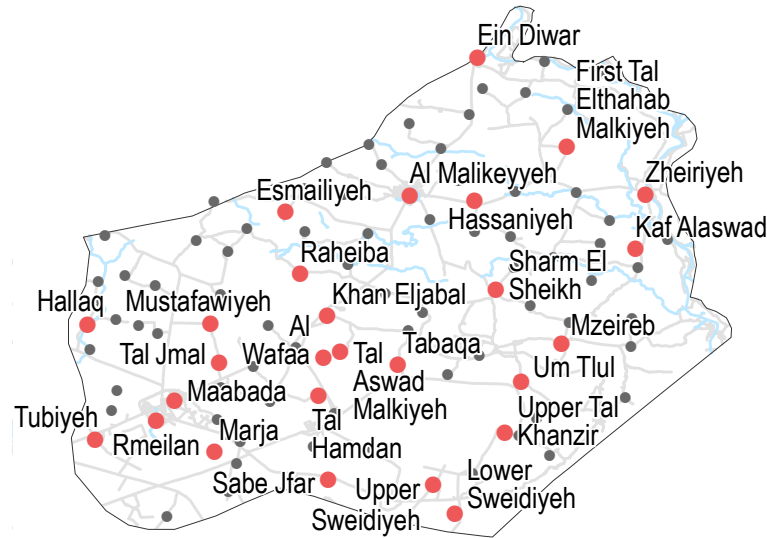 Ein Diwar
First Tal
Elthahab
Malkiyeh
Al Malikeyyeh
Zheiriyeh
Esmailiyeh
Hassaniyeh
Kaf Alaswad
Raheiba
Sharm El
Sheikh
Hallaq
Mustafawiyeh
Khan Eljabal
Al
Wafaa
Mzeireb
Tal Jmal
Tal
Aswad
Malkiyeh
Tabaqa
Um Tlul
Maabada
Tubiyeh
Rmeilan
Marja
Tal
Hamdan
Upper Tal
Khanzir
Sabe Jfar
Upper
Sweidiyeh
Lower
Sweidiyeh